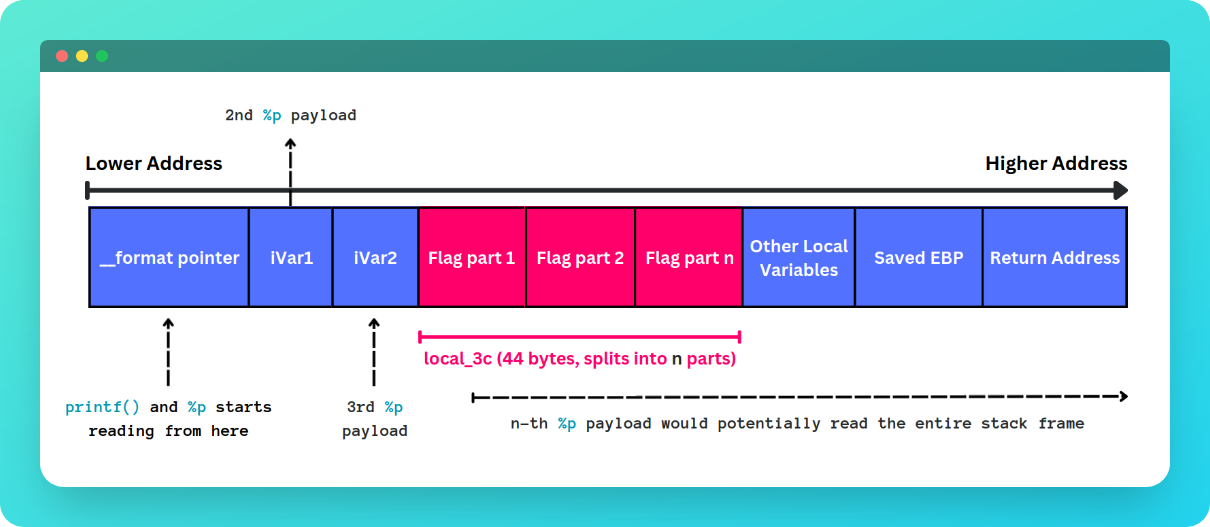 2nd %p payload
Lower Address
Higher Address
__format pointer
iVar1
iVar2
Flag part 1
Flag part 2
Flag part n
Other Local
Variables
Saved EBP
Return Address
local_3c (44 bytes, splits into n parts)
printf() and %p starts
reading from here
3rd %p
payload
n-th %p payload would potentially read the entire stack frame